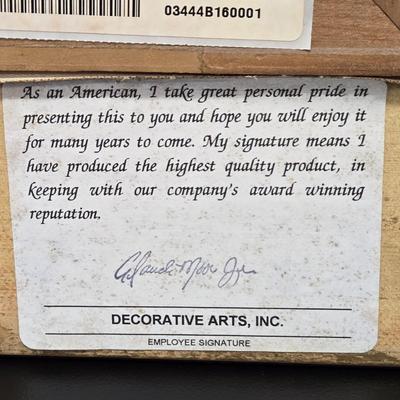 03444B160001
As an American, I take great personal pride in
presenting this to you and hope you will enjoy it
for many years to come. My signature means I
have produced the highest quality product, in
keeping with our company's award winning
reputation.
DECORATIVE ARTS, INC.
EMPLOYEE SIGNATURE